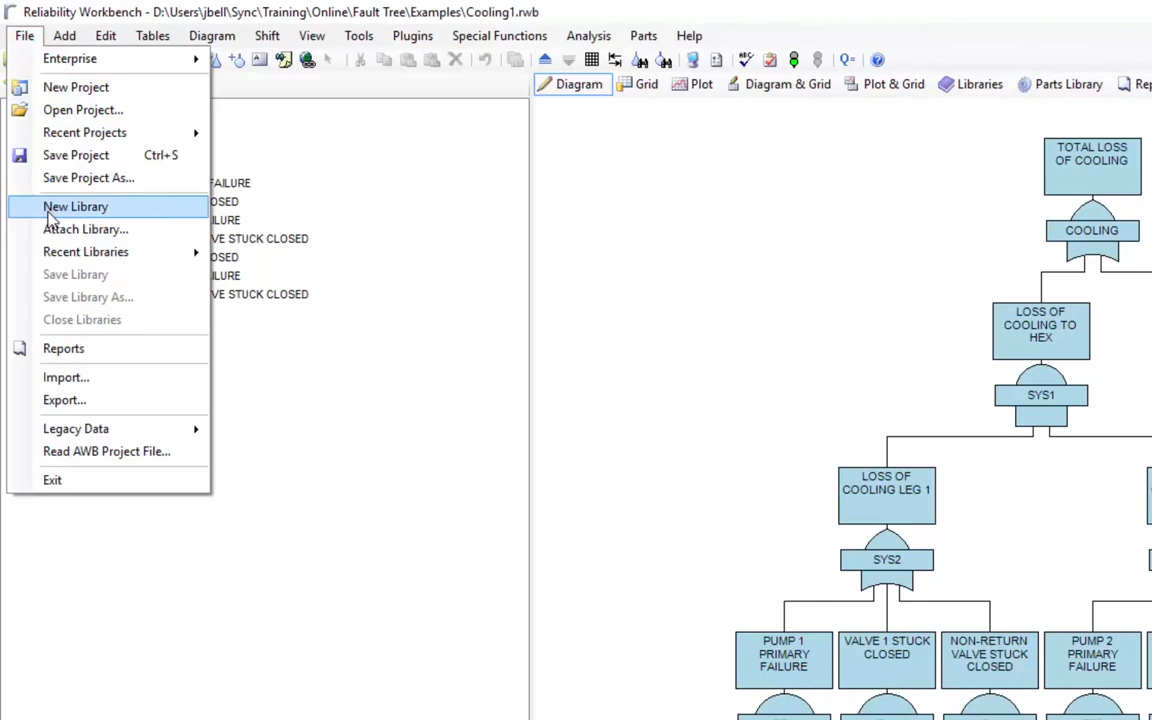 Reliability Workbench - D:\Users\jbell\Sync\Training\Online\Fault Tree\Examples\Cooling1.rwb
File Add Edit Tables Diagram Shift View Tools Plugins Special Functions Analysis Parts Help
Diagram Grid Plot Diagram & Grid Plot & Grid Libraries Parts Library
Enterprise
New Project
Open Project...
Recent Projects
Save Project Ctrl+S
Save Project As...
New Library
Attach Library...
Recent Libraries
Save Library
Save Library As...
Close Libraries
Reports
Import...
Export...
Legacy Data
Read AWB Project File...
Exit
FAILURE
OSED
ILURE
VE STUCK CLOSED
OSED
ILURE
VE STUCK CLOSED
TOTAL LOSS
OF COOLING
COOLING
LOSS OF
COOLING TO
HEX
SYS1
LOSS OF
COOLING LEG 1
SYS2
PUMP 1
PRIMARY
FAILURE
VALVE 1 STUCK
CLOSED
NON-RETURN
VALVE STUCK
CLOSED
PUMP 2
PRIMARY
FAILURE